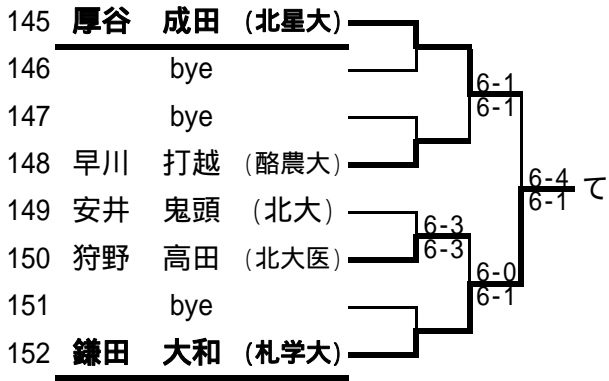 145 厚谷 成田 (北星大)
146 bye
6-1
147 bye
6-1
148 早川 打越 (酪農大)
6-4 て
6-1
149 安井 鬼頭 (北大)
6-3
150 狩野 高田 (北大医)
6-3
6-0
151 bye
6-1
152 鎌田 大和 (札学大)